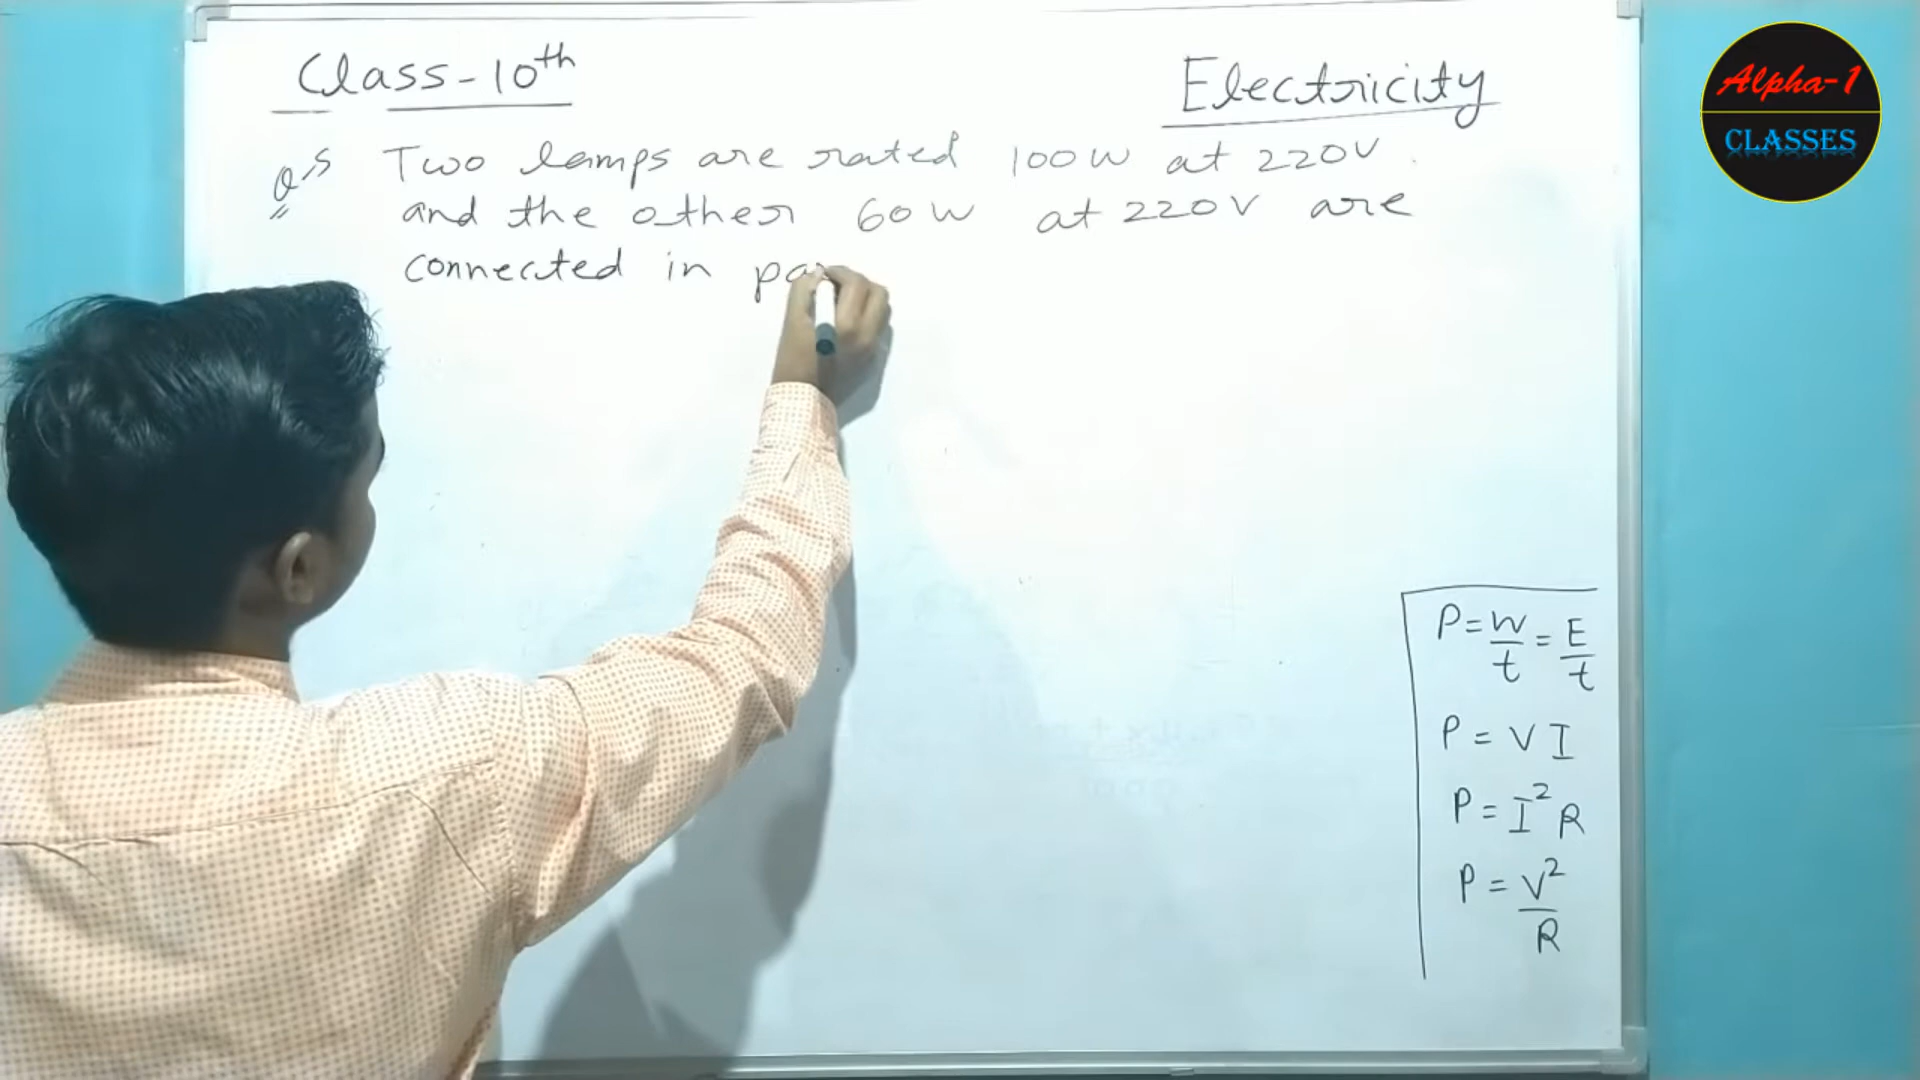 Class-10th
Electricity
Alpha-1
CLASSES
Q-5 Two lamps are rated 100W at 220V
and the other 60W at 220V are
connected in
P = W/t = E/t
P = VI
P = I²R
P = V²/R